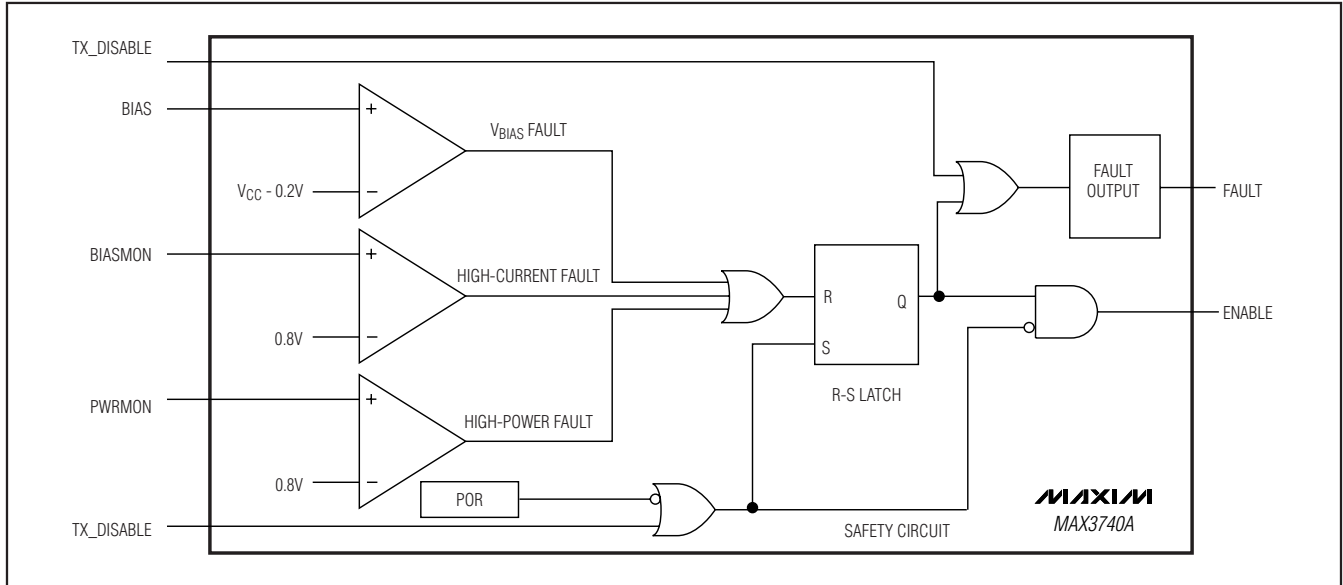 TX_DISABLE
BIAS
+
VBIAS FAULT
VCC - 0.2V
−
FAULT OUTPUT
FAULT
BIASMON
+
HIGH-CURRENT FAULT
0.8V
−
R
Q
S
R-S LATCH
ENABLE
PWRMON
+
HIGH-POWER FAULT
0.8V
−
POR
TX_DISABLE
SAFETY CIRCUIT
MAXIM
MAX3740A